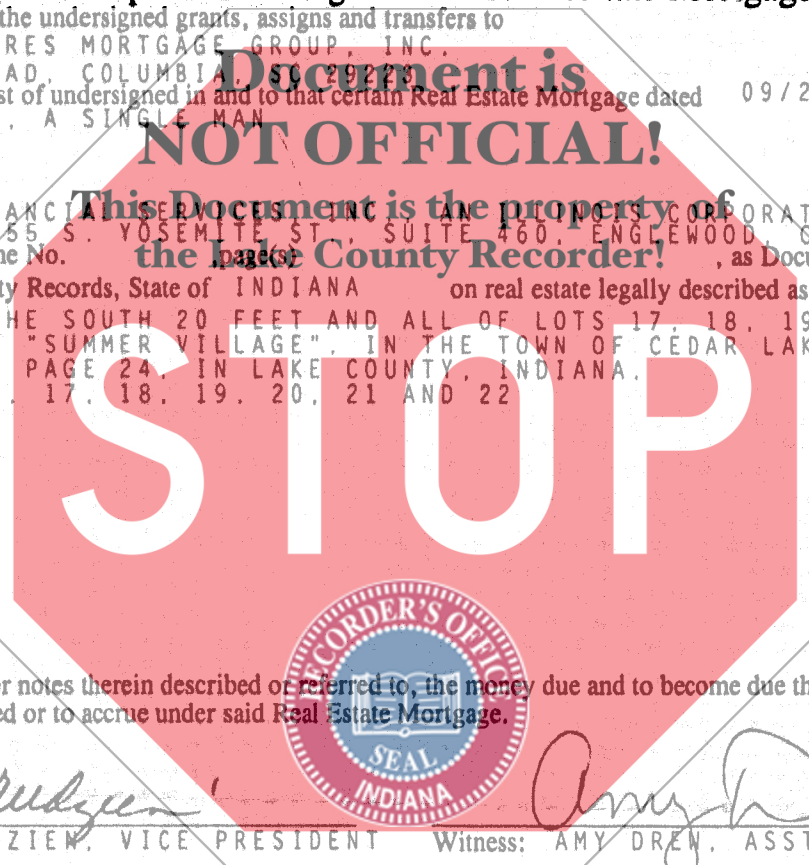 the undersigned grants, assigns and transfers to
RES MORTGAGE GROUP, INC.
AD, COLUMBIA, SC 29223
Document is
st of undersigned in and to that certain Real Estate Mortgage dated 09/2
, A SINGLE MAN
NOT OFFICIAL!
This Document is the property of
ANCIAL SERVICES, INC., AN ILLINOIS CORPORAT
55 S. YOSEMITE ST., SUITE 460, ENGLEWOOD, C
the Lake County Recorder!
me No. , page(s) , as Docu
ty Records, State of INDIANA on real estate legally described as
HE SOUTH 20 FEET AND ALL OF LOTS 17, 18, 19
"SUMMER VILLAGE", IN THE TOWN OF CEDAR LAK
PAGE 24, IN LAKE COUNTY, INDIANA.
, 17, 18, 19, 20, 21 AND 22
STOP
RECORDER'S OFFICE
SEAL
INDIANA
r notes therein described or referred to, the money due and to become due th
ed or to accrue under said Real Estate Mortgage.
Amy D
ZIEN, VICE PRESIDENT Witness: AMY DREW, ASST